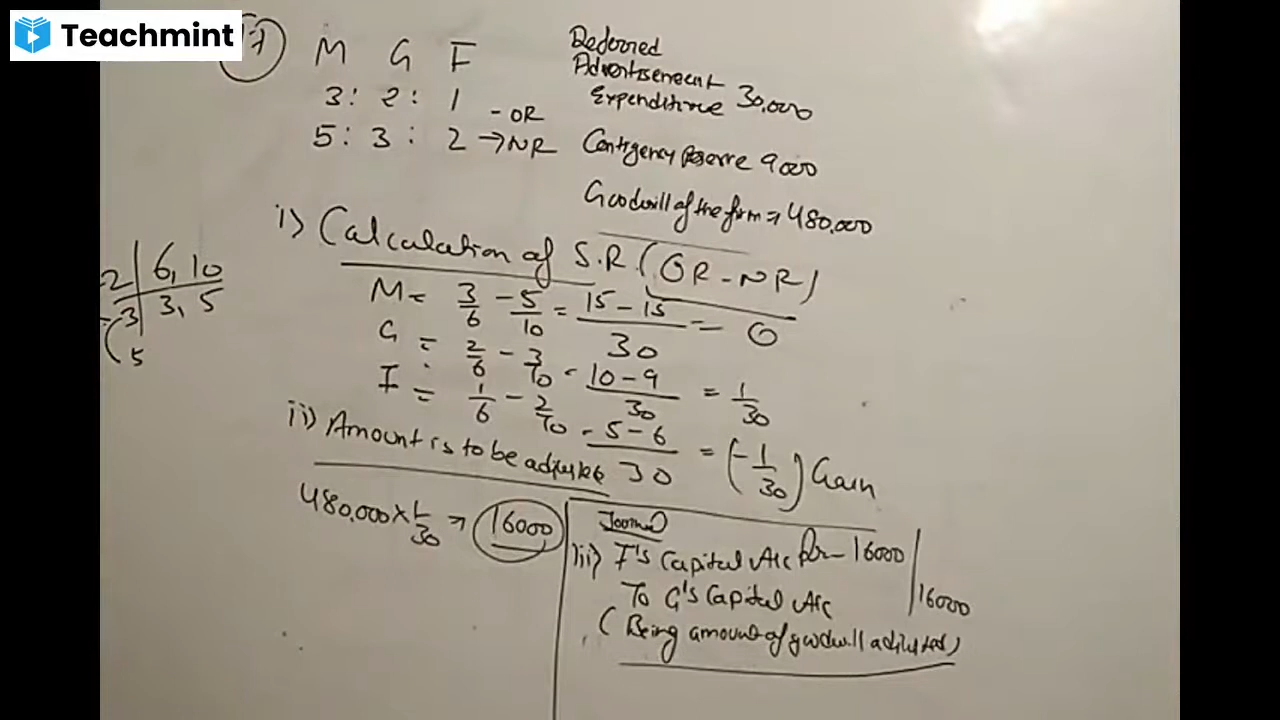 Teachmint
17)
M G I
3: 2: 1 - OR
5: 3: 2 → NR
Deferred
Advertisement
Expenditure 30,000
Contigency Reserve 9000
Goodwill of the firm = 480,000
i) Calculation of S.R. (OR - NR)
2 | 6, 10
3 | 3, 5
5
M = 3/6 - 5/10 = 15 - 15/30 = 0
G = 2/6 - 3/10 = 10 - 9/30 = 1/30
I = 1/6 - 2/10 = 5 - 6/30 = (-1/30) Gain
ii) Amount is to be adjusted
480,000 × 1/30 = 16000
Journal
iii) I's Capital A/c Dr - 16000
To G's Capital A/c 16000
(Being amount of goodwill adjusted)